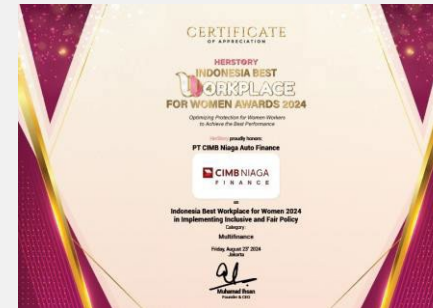 CERTIFICATE
OF APPRECIATION
HERSTORY
INDONESIA BEST
WORKPLACE
FOR WOMEN AWARDS 2024
Optimizing Protection for Women Workers
to Achieve the Best Performance
HerStory proudly honors:
PT CIMB Niaga Auto Finance
CIMB NIAGA
FINANCE
as
Indonesia Best Workplace for Women 2024
in Implementing Inclusive and Fair Policy
Category:
Multifinance
Friday, August 23rd 2024
Jakarta
Muhamad Ihsan
Founder & CEO